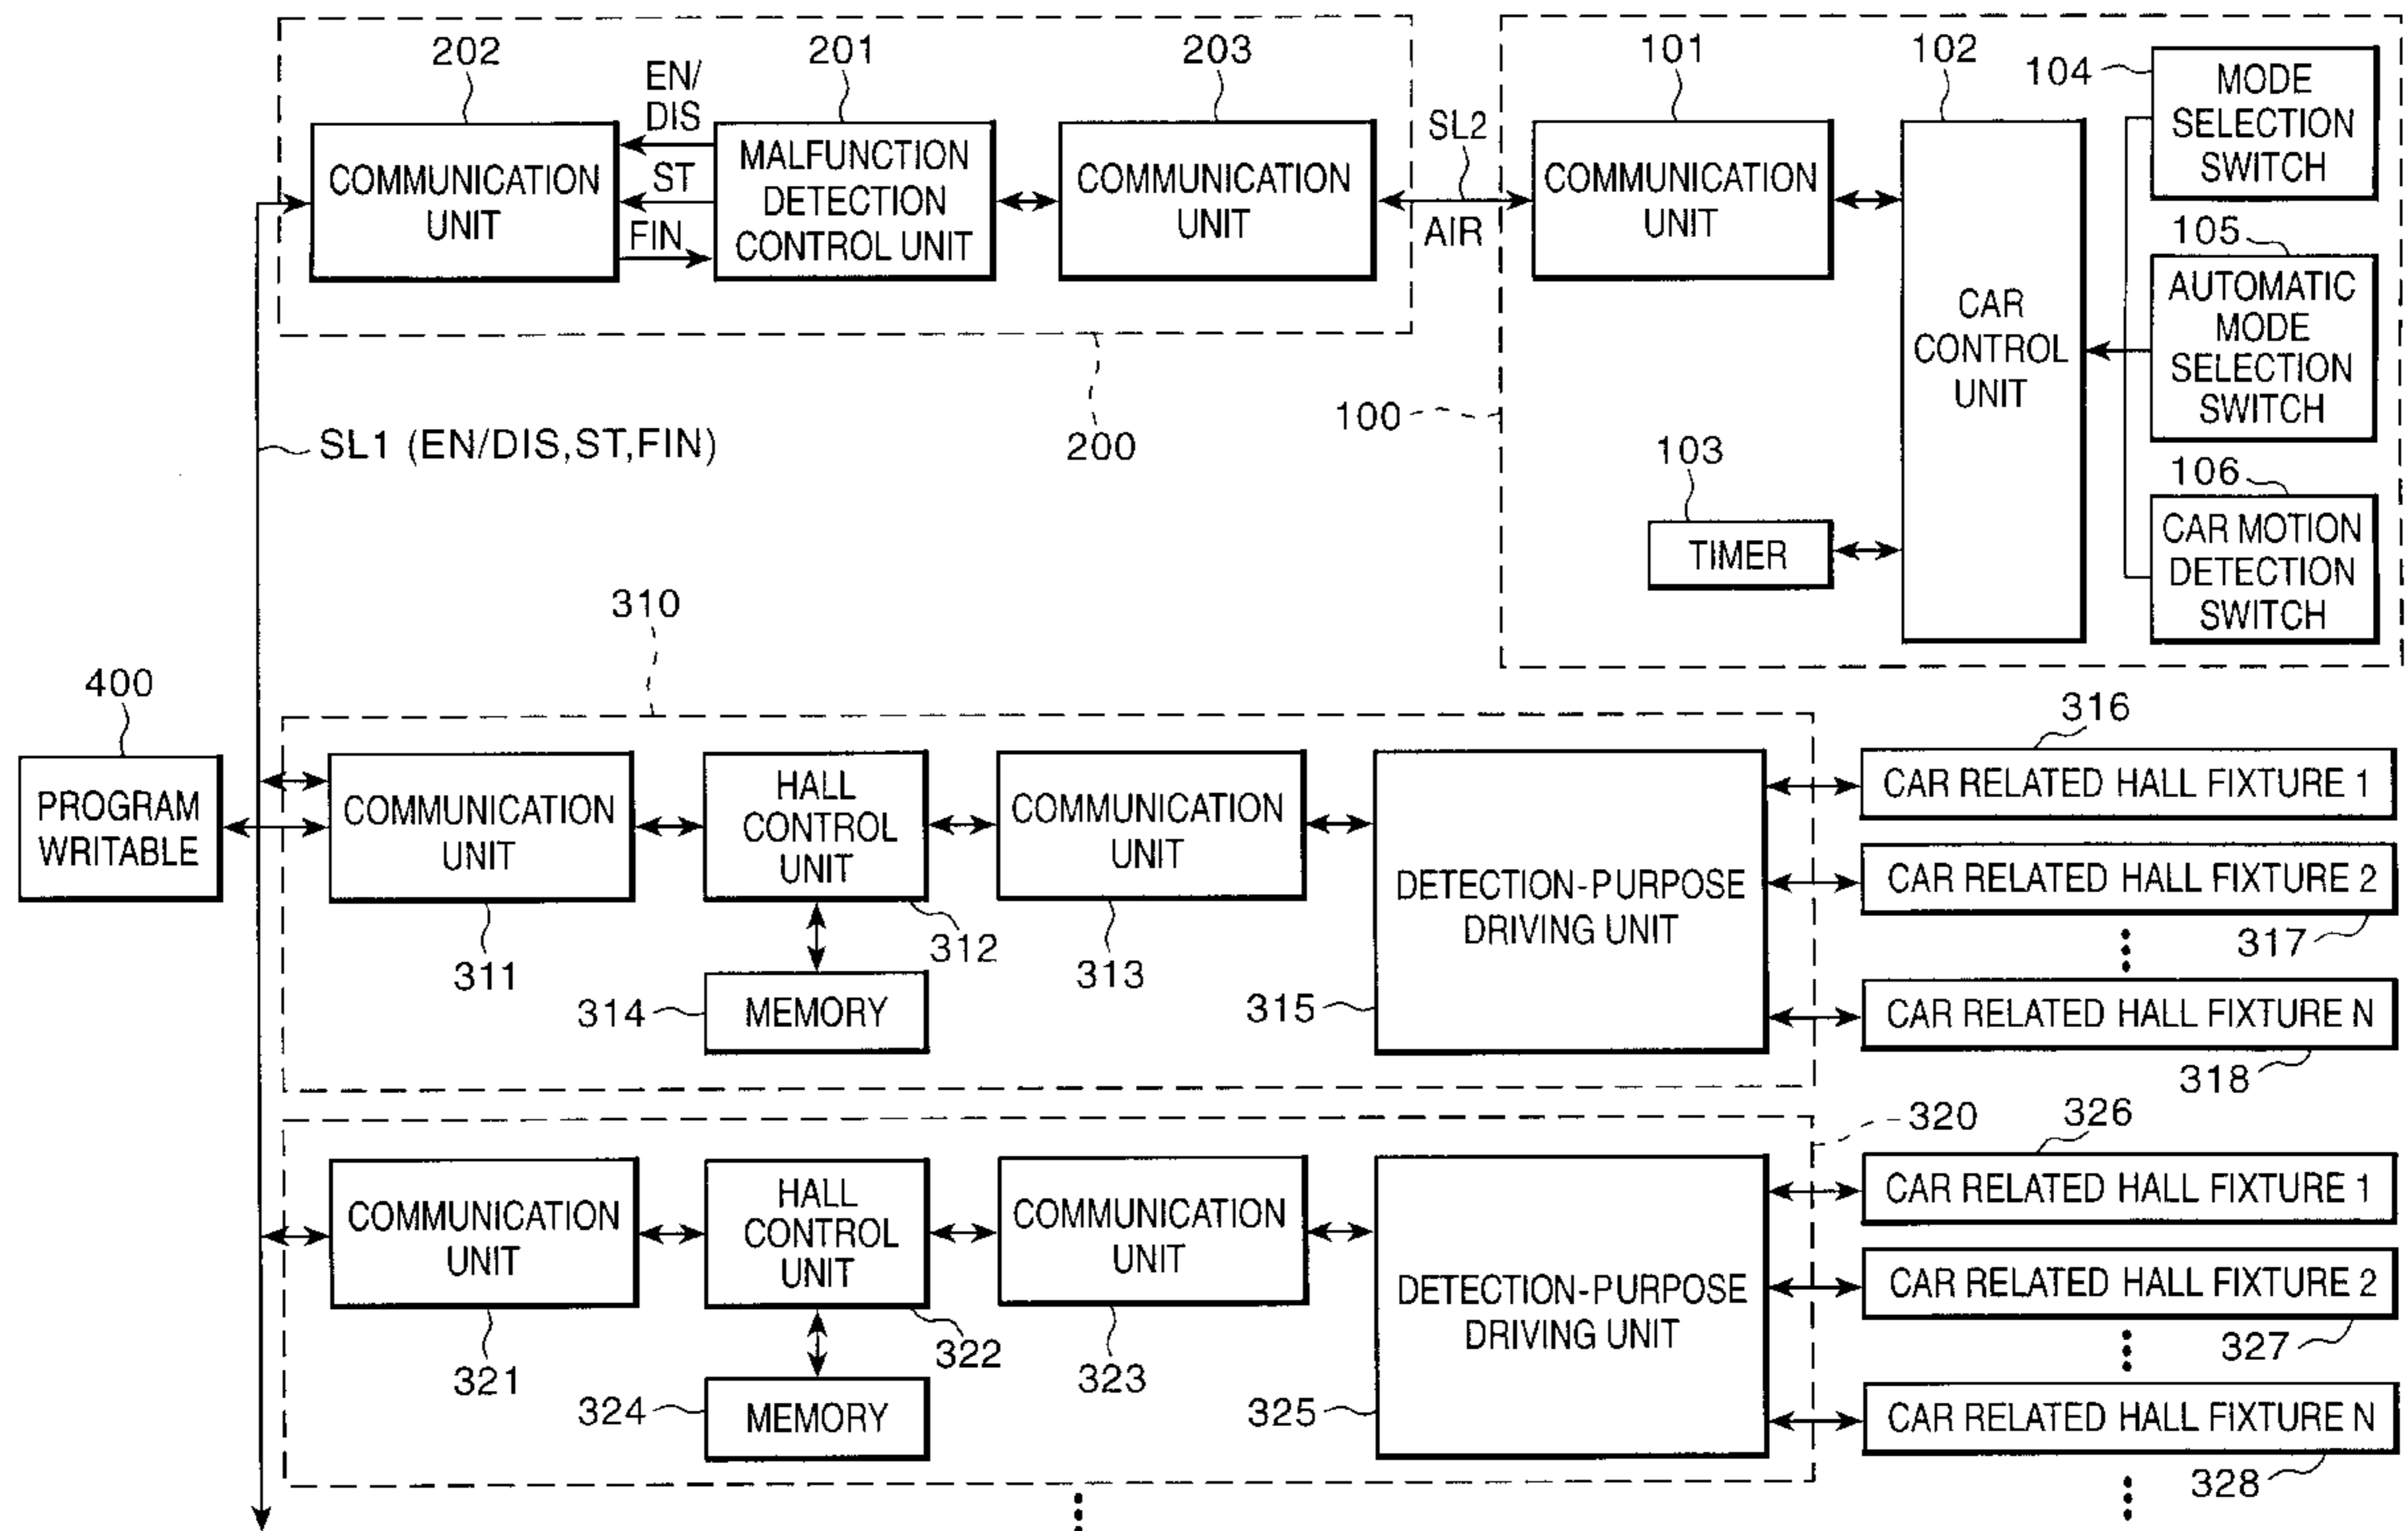 202
EN/
DIS
201
203
101
102
104
MODE
SELECTION
SWITCH
COMMUNICATION
UNIT
ST
FIN
MALFUNCTION
DETECTION
CONTROL UNIT
COMMUNICATION
UNIT
SL2
AIR
COMMUNICATION
UNIT
CAR
CONTROL
UNIT
105
AUTOMATIC
MODE
SELECTION
SWITCH
SL1 (EN/DIS,ST,FIN)
200
100
103
TIMER
106
CAR MOTION
DETECTION
SWITCH
310
400
PROGRAM
WRITABLE
COMMUNICATION
UNIT
311
HALL
CONTROL
UNIT
312
COMMUNICATION
UNIT
313
314
MEMORY
DETECTION-PURPOSE
DRIVING UNIT
315
316
CAR RELATED HALL FIXTURE 1
CAR RELATED HALL FIXTURE 2
317
CAR RELATED HALL FIXTURE N
318
320
COMMUNICATION
UNIT
321
HALL
CONTROL
UNIT
322
COMMUNICATION
UNIT
323
324
MEMORY
DETECTION-PURPOSE
DRIVING UNIT
325
326
CAR RELATED HALL FIXTURE 1
CAR RELATED HALL FIXTURE 2
327
CAR RELATED HALL FIXTURE N
328